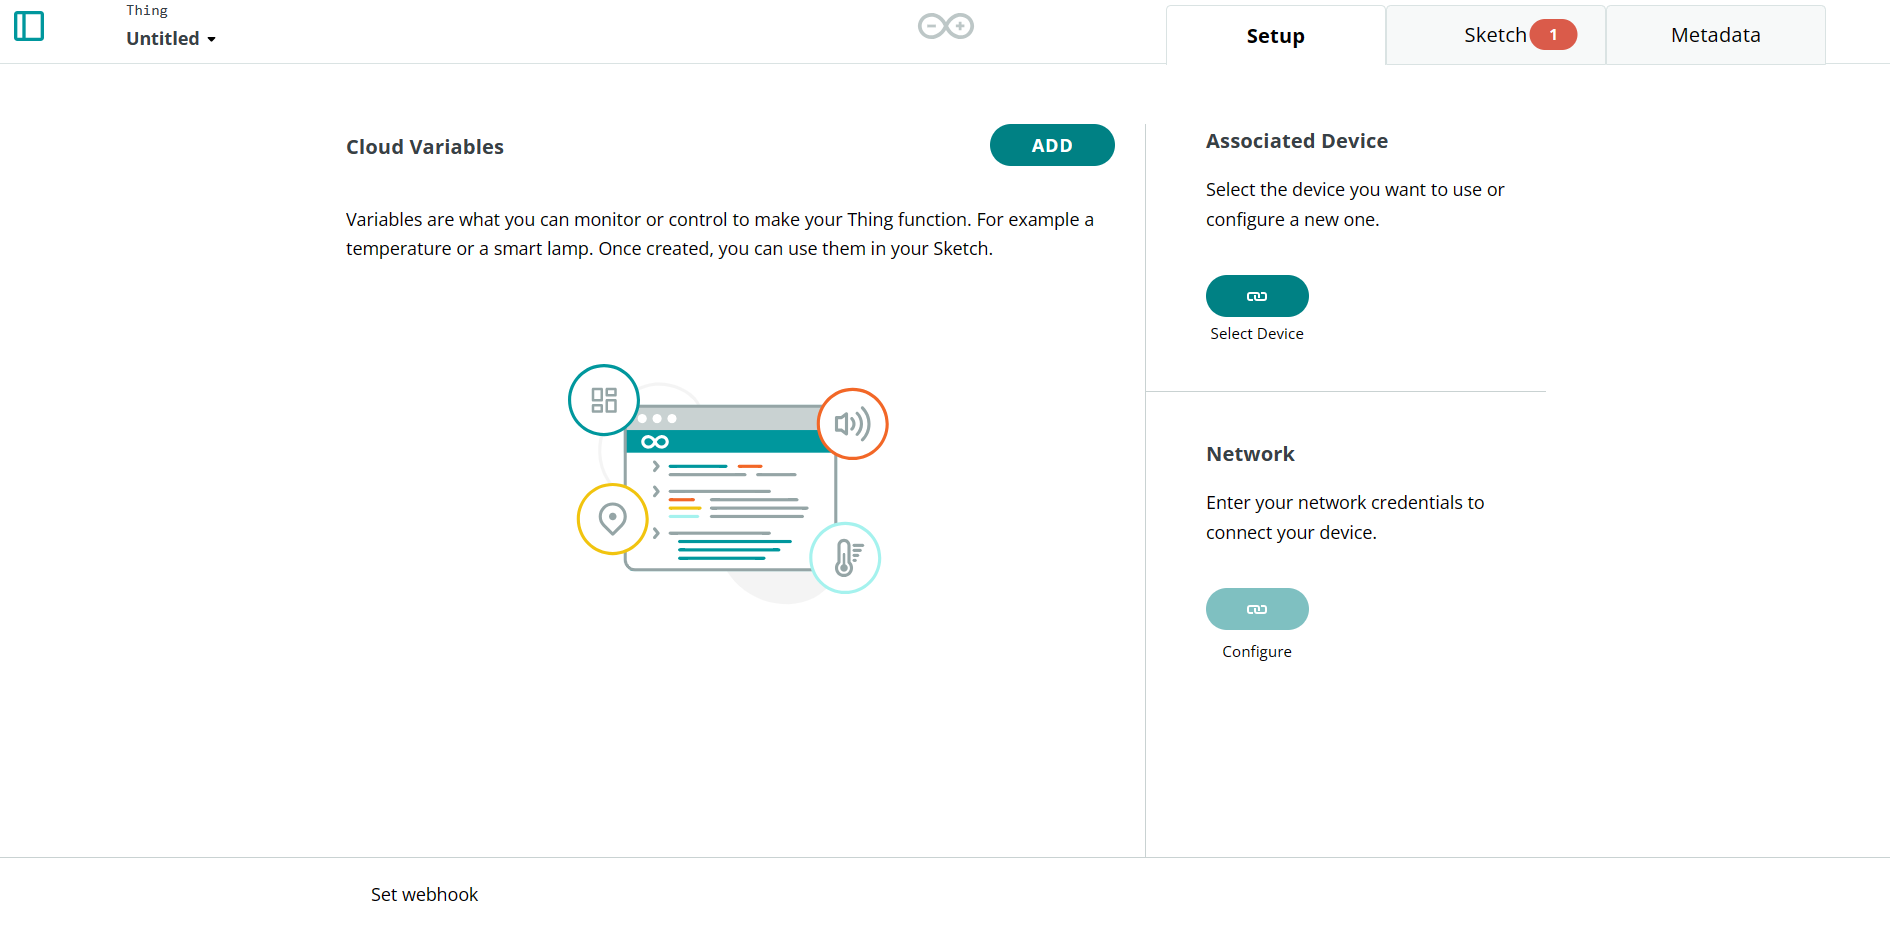 Thing
Untitled
Setup
Sketch 1
Metadata
Cloud Variables
ADD
Variables are what you can monitor or control to make your Thing function. For example a
temperature or a smart lamp. Once created, you can use them in your Sketch.
Associated Device
Select the device you want to use or
configure a new one.
Select Device
Network
Enter your network credentials to
connect your device.
Configure
Set webhook